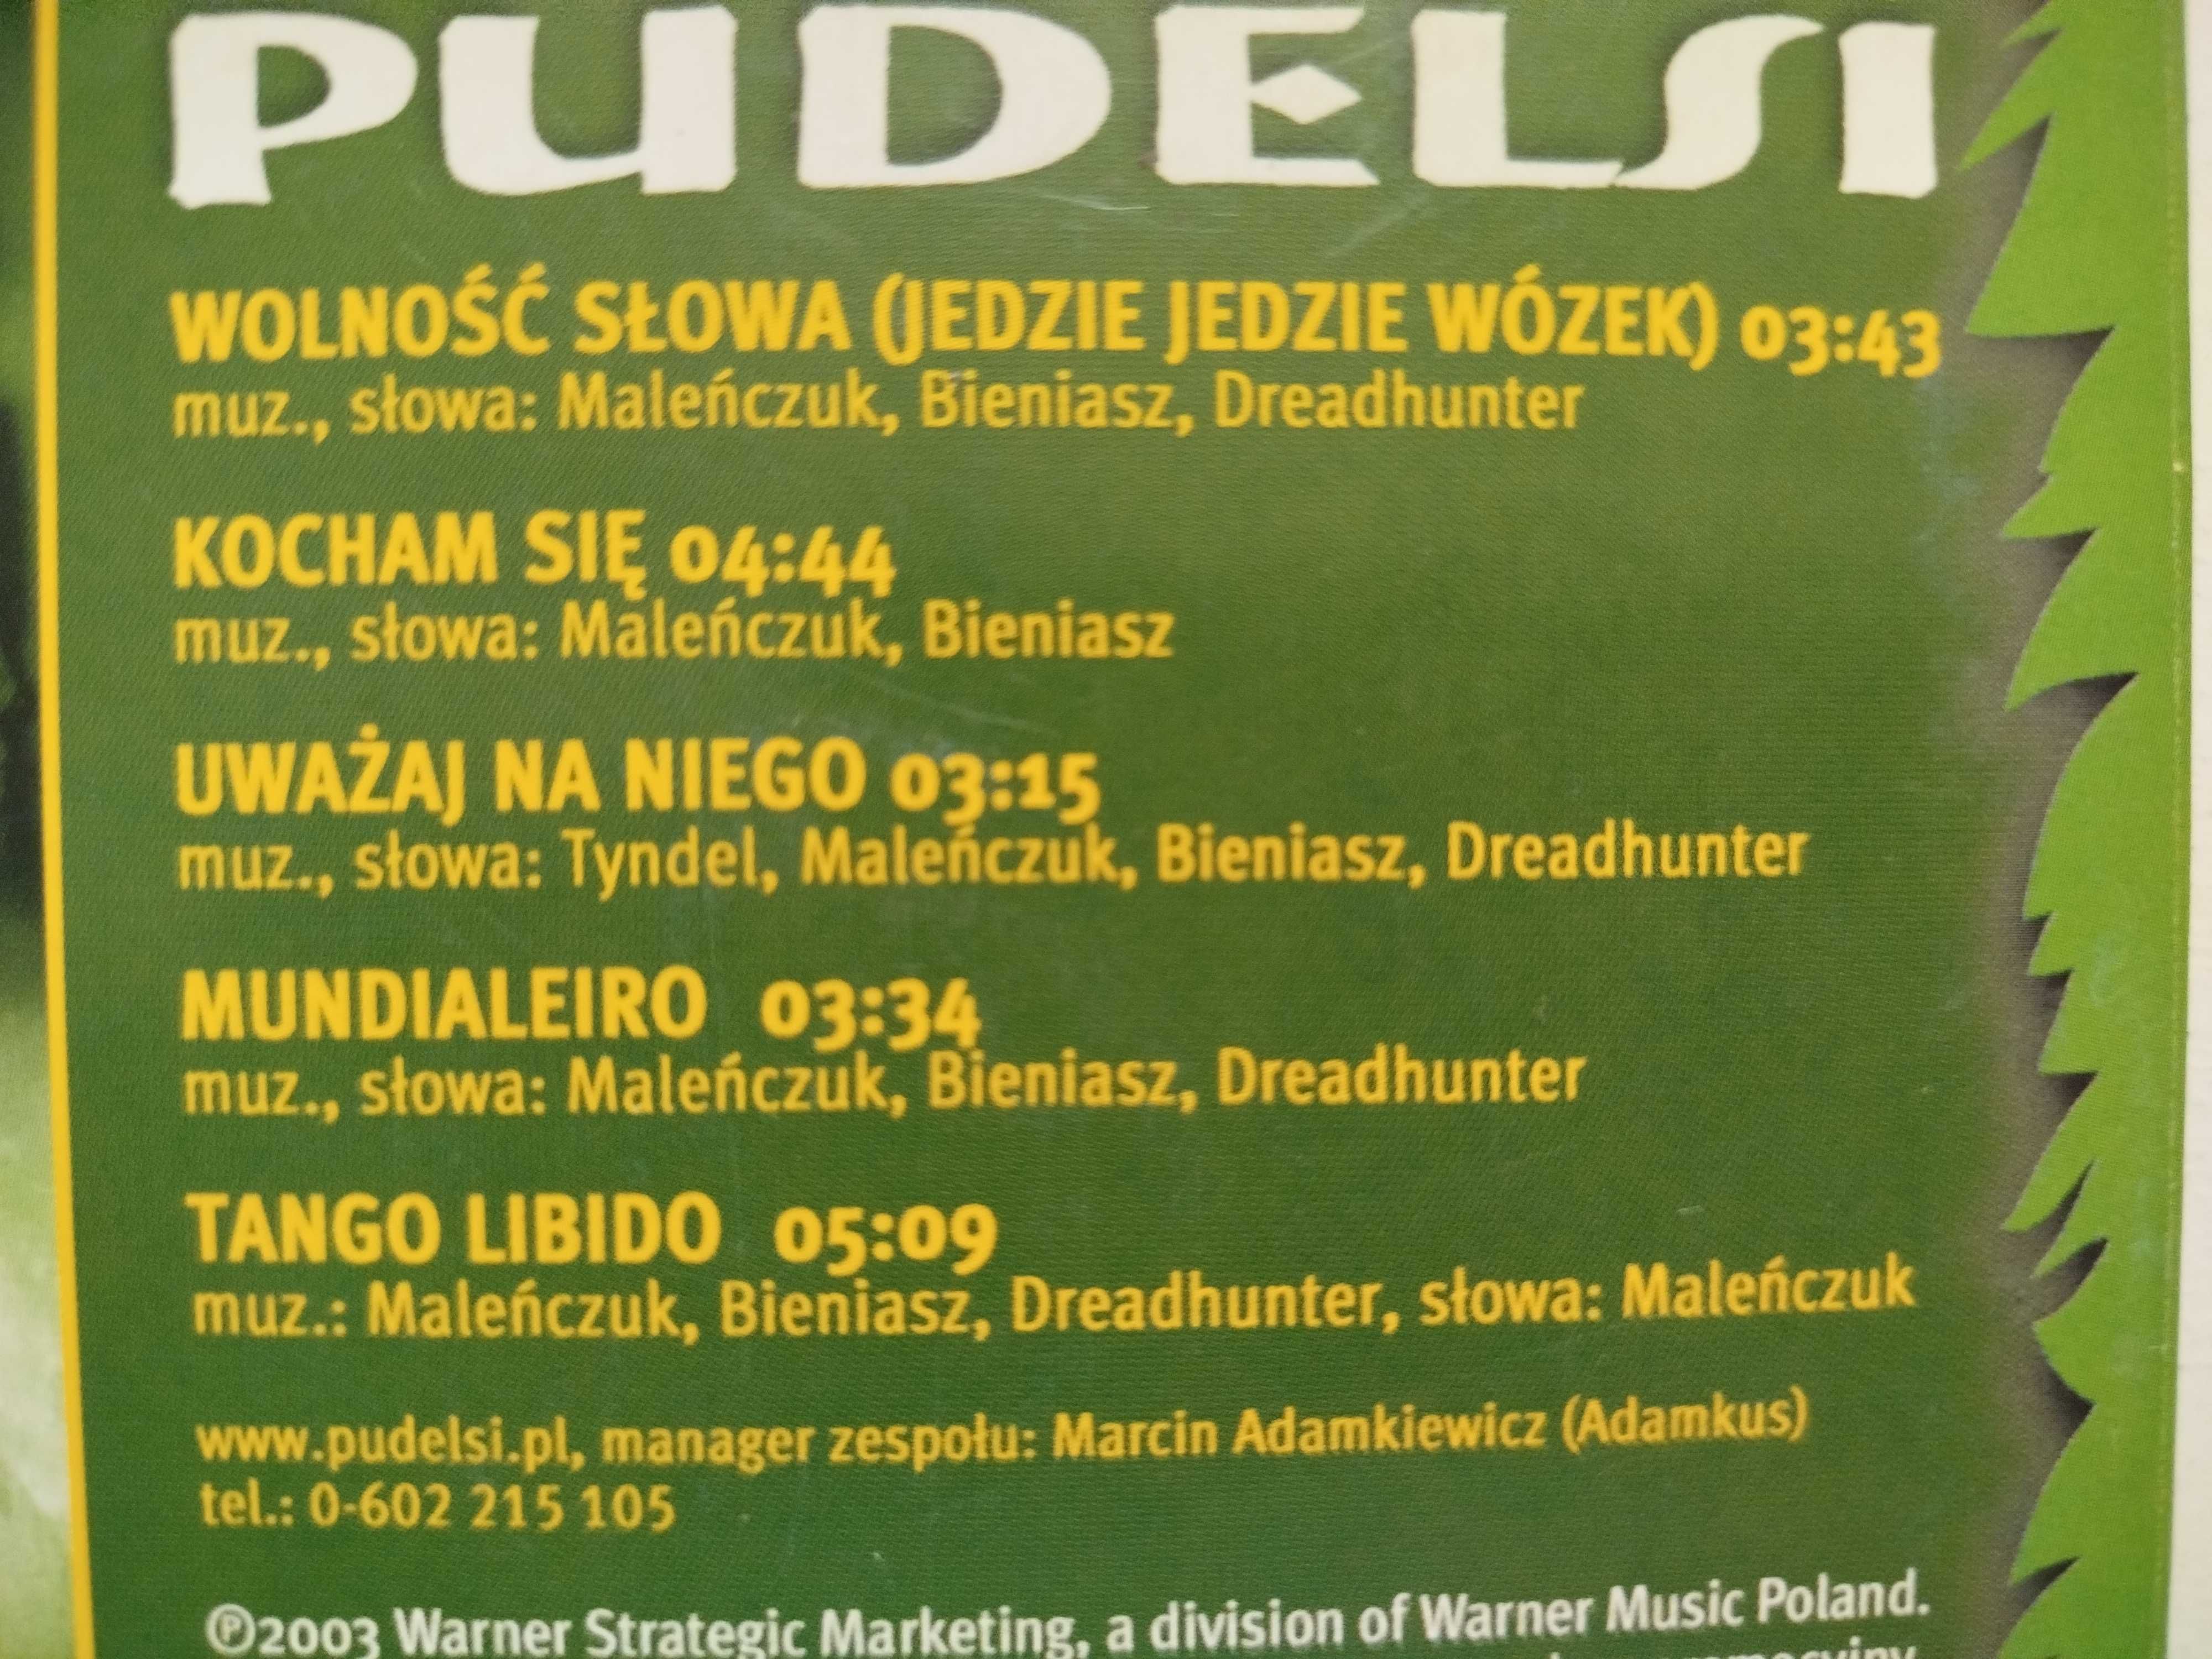 PUDELSI
WOLNOŚĆ SŁOWA (JEDZIE JEDZIE WÓZEK) 03:43
muz., słowa: Maleńczuk, Bieniasz, Dreadhunter
KOCHAM SIĘ 04:44
muz., słowa: Maleńczuk, Bieniasz
UWAŻAJ NA NIEGO 03:15
muz., słowa: Tyndel, Maleńczuk, Bieniasz, Dreadhunter
MUNDIALEIRO 03:34
muz., słowa: Maleńczuk, Bieniasz, Dreadhunter
TANGO LIBIDO 05:09
muz.: Maleńczuk, Bieniasz, Dreadhunter, słowa: Maleńczuk
www.pudelsi.pl, manager zespołu: Marcin Adamkiewicz (Adamkus)
tel.: 0-602 215 105
℗2003 Warner Strategic Marketing, a division of Warner Music Poland.